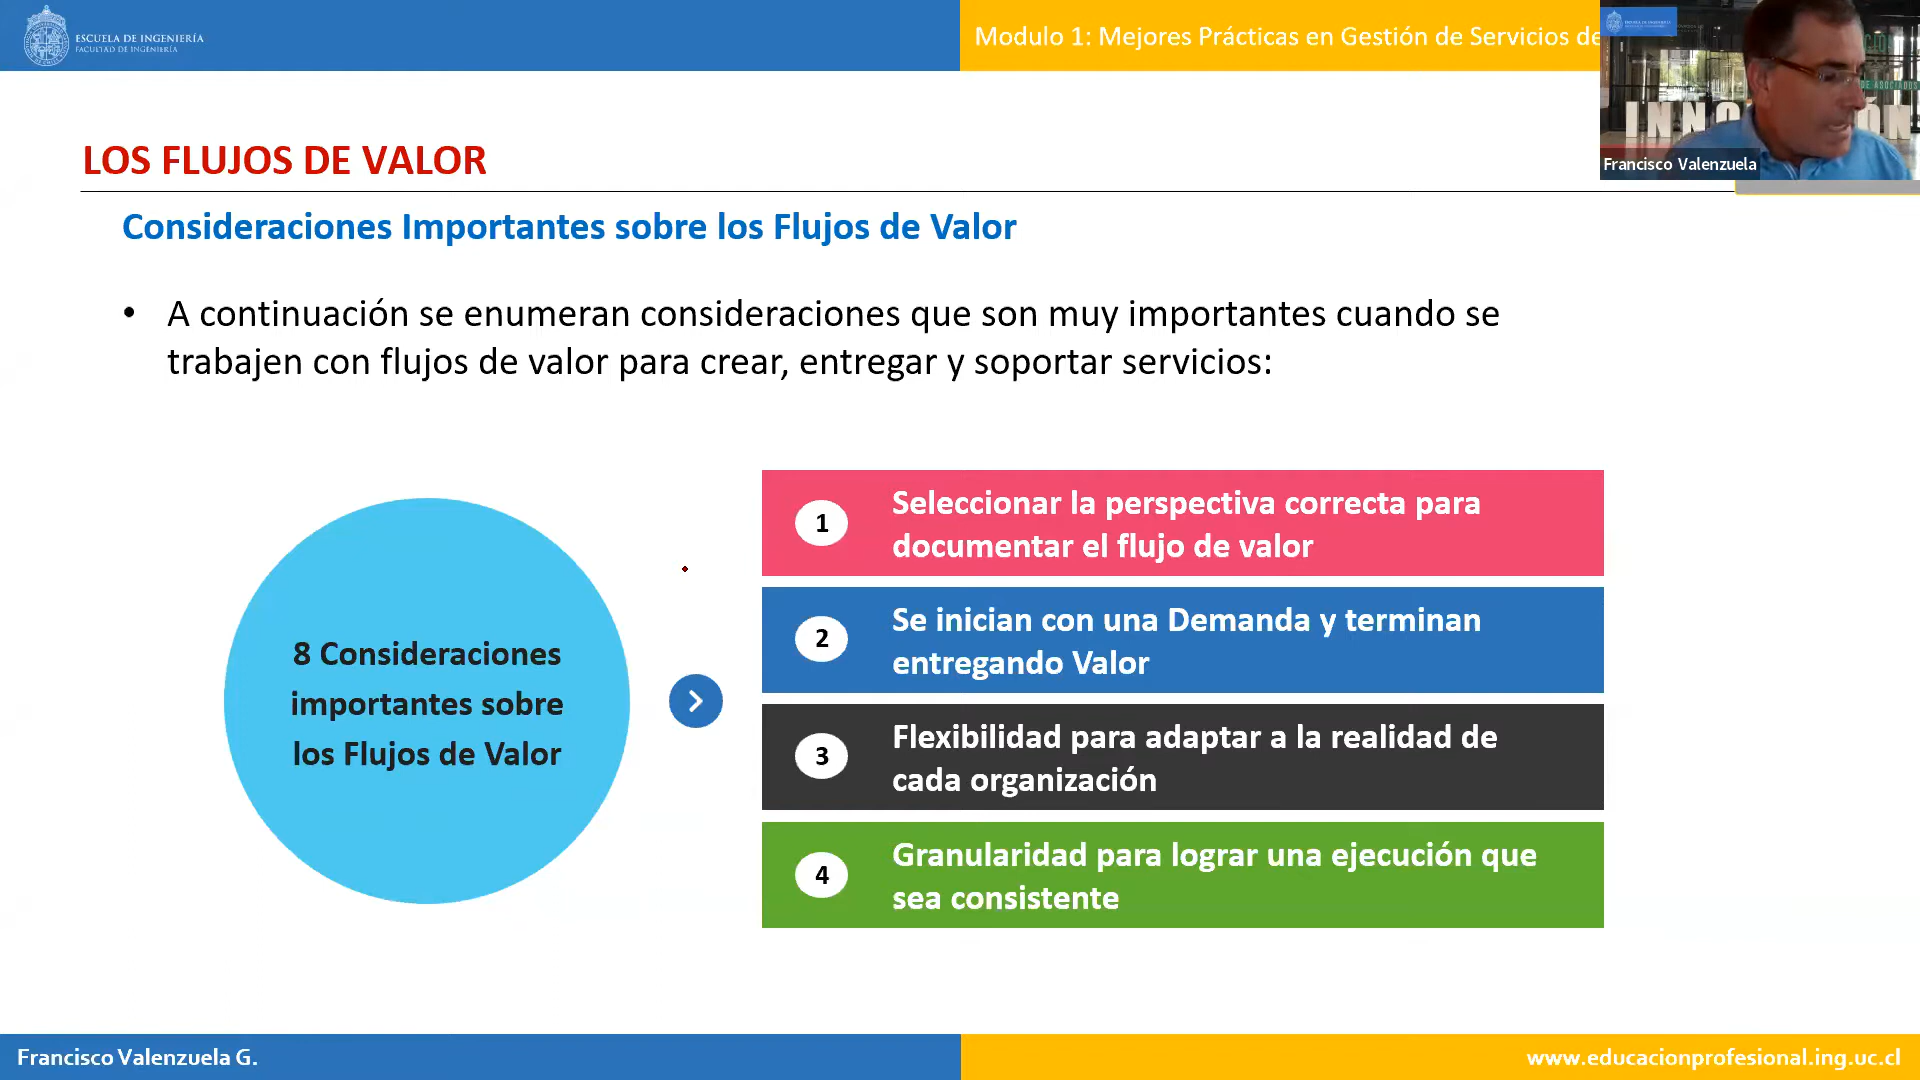 ESCUELA DE INGENIERÍA
FACULTAD DE INGENIERÍA
Modulo 1: Mejores Prácticas en Gestión de Servicios de
INNO
ÓN
DE ASOCIADOS
Francisco Valenzuela
LOS FLUJOS DE VALOR
Consideraciones Importantes sobre los Flujos de Valor
• A continuación se enumeran consideraciones que son muy importantes cuando se
trabajen con flujos de valor para crear, entregar y soportar servicios:
8 Consideraciones
importantes sobre
los Flujos de Valor
1 Seleccionar la perspectiva correcta para
documentar el flujo de valor
2 Se inician con una Demanda y terminan
entregando Valor
3 Flexibilidad para adaptar a la realidad de
cada organización
4 Granularidad para lograr una ejecución que
sea consistente
Francisco Valenzuela G.
www.educacionprofesional.ing.uc.cl